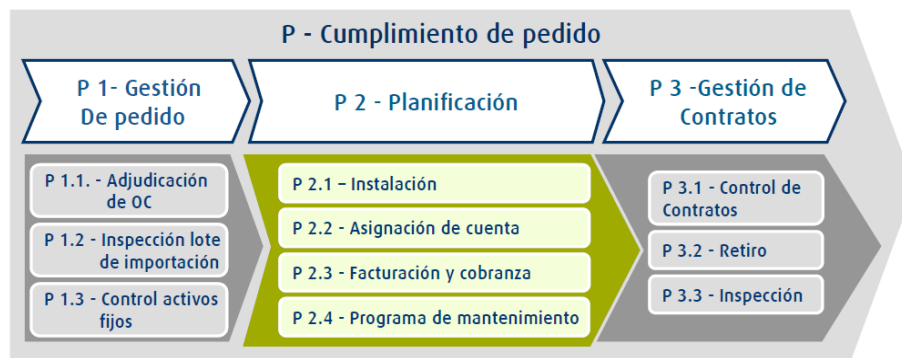 P - Cumplimiento de pedido
P 1- Gestión
De pedido
P 2 - Planificación
P 3 -Gestión de
Contratos
P 1.1. - Adjudicación
de OC
P 1.2 - Inspección lote
de importación
P 1.3 - Control activos
fijos
P 2.1 – Instalación
P 2.2 - Asignación de cuenta
P 2.3 - Facturación y cobranza
P 2.4 - Programa de mantenimiento
P 3.1 - Control de
Contratos
P 3.2 - Retiro
P 3.3 - Inspección